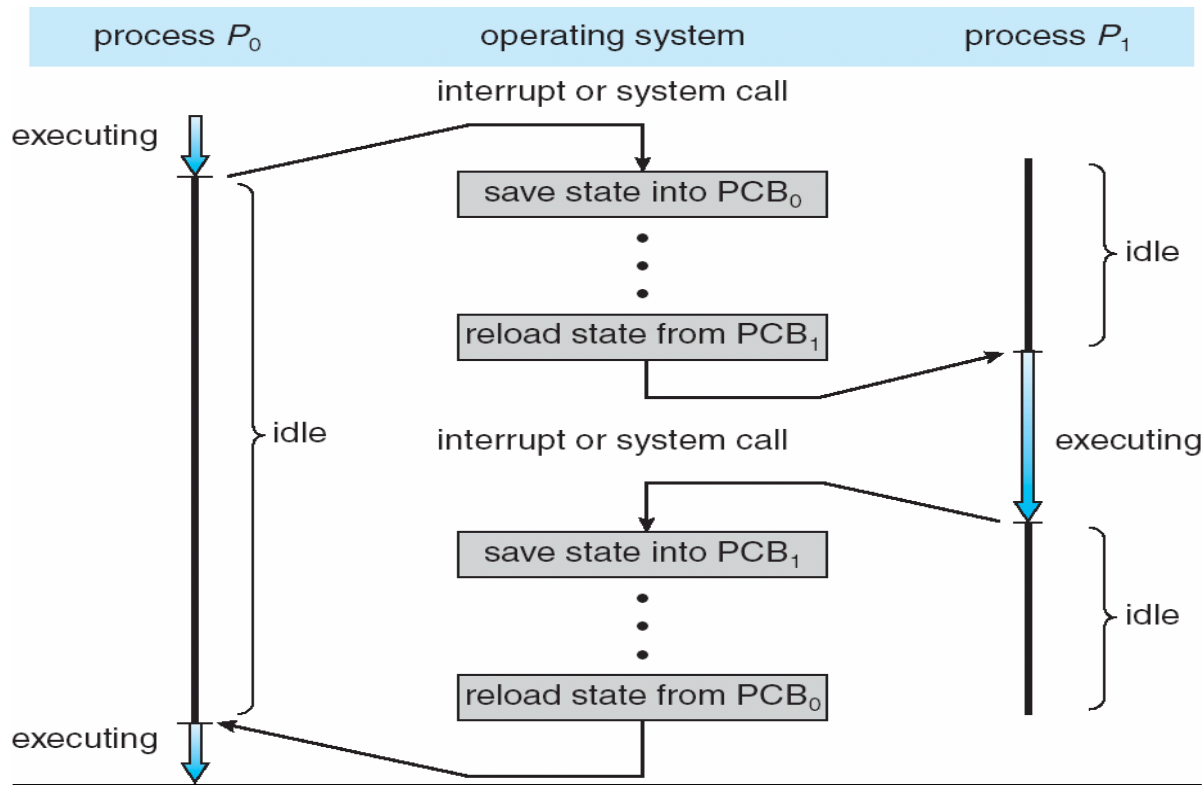 process P₀ operating system process P₁
interrupt or system call
executing
save state into PCB₀
idle
reload state from PCB₁
idle
interrupt or system call
executing
save state into PCB₁
idle
reload state from PCB₀
executing